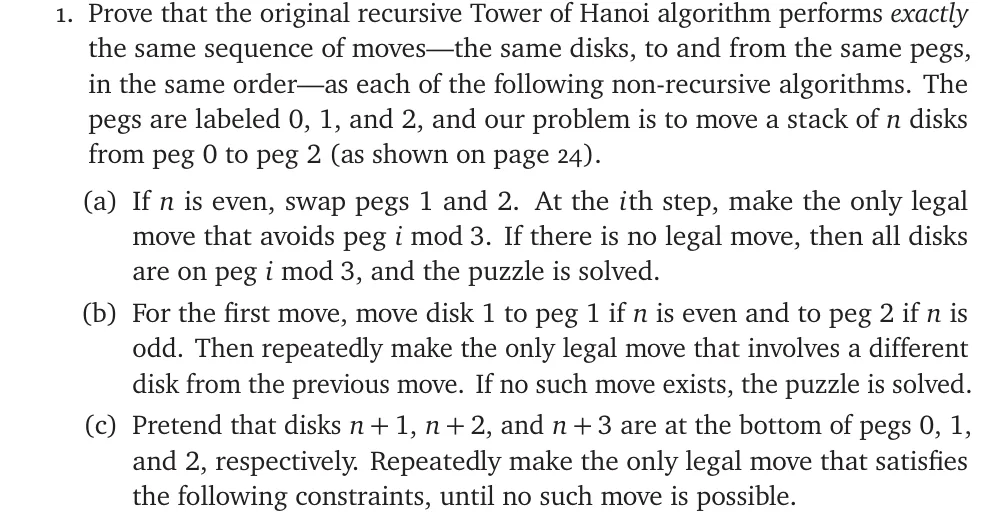 1. Prove that the original recursive Tower of Hanoi algorithm performs exactly
the same sequence of moves—the same disks, to and from the same pegs,
in the same order—as each of the following non-recursive algorithms. The
pegs are labeled 0, 1, and 2, and our problem is to move a stack of n disks
from peg 0 to peg 2 (as shown on page 24).
(a) If n is even, swap pegs 1 and 2. At the ith step, make the only legal
move that avoids peg i mod 3. If there is no legal move, then all disks
are on peg i mod 3, and the puzzle is solved.
(b) For the first move, move disk 1 to peg 1 if n is even and to peg 2 if n is
odd. Then repeatedly make the only legal move that involves a different
disk from the previous move. If no such move exists, the puzzle is solved.
(c) Pretend that disks n + 1, n + 2, and n + 3 are at the bottom of pegs 0, 1,
and 2, respectively. Repeatedly make the only legal move that satisfies
the following constraints, until no such move is possible.